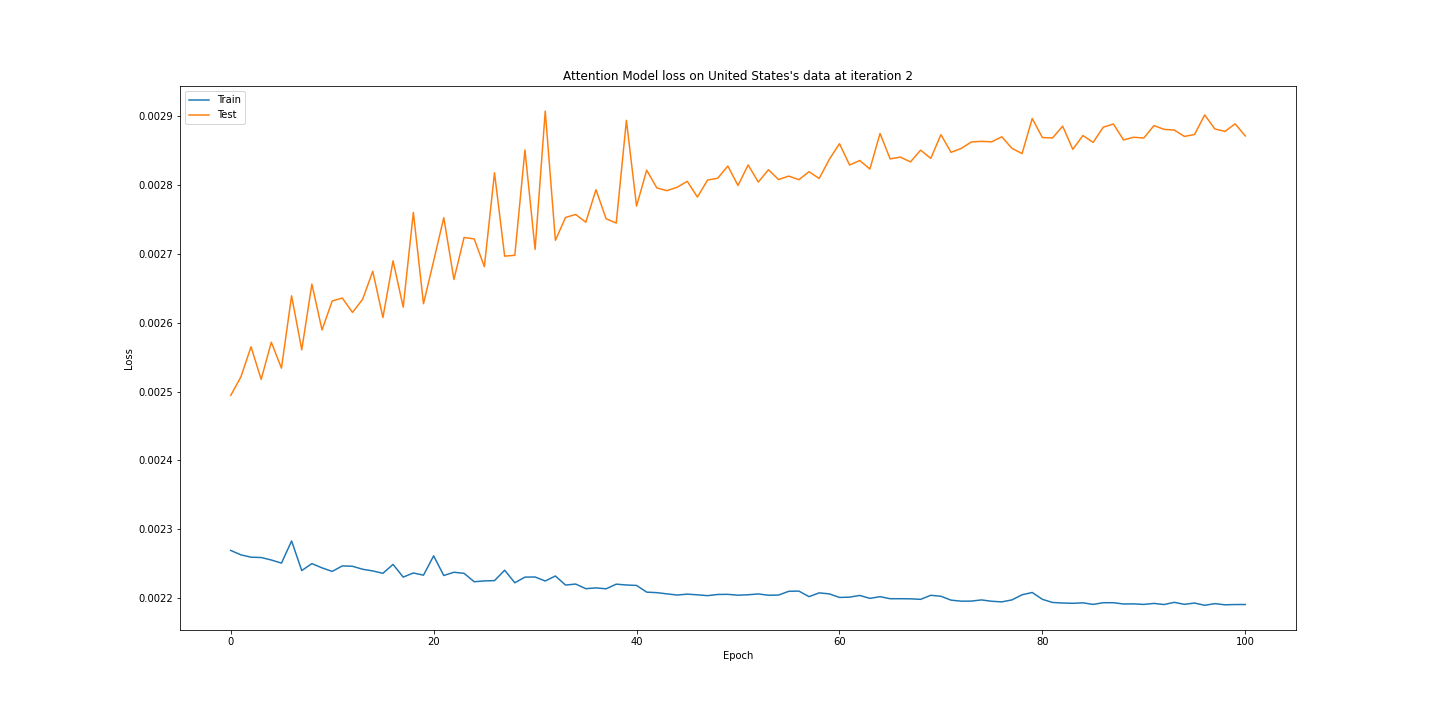 Attention Model loss on United States's data at iteration 2
Train
Test
0.0029
0.0028
0.0027
0.0026
0.0025
0.0024
0.0023
0.0022
Loss
0 20 40 60 80 100
Epoch